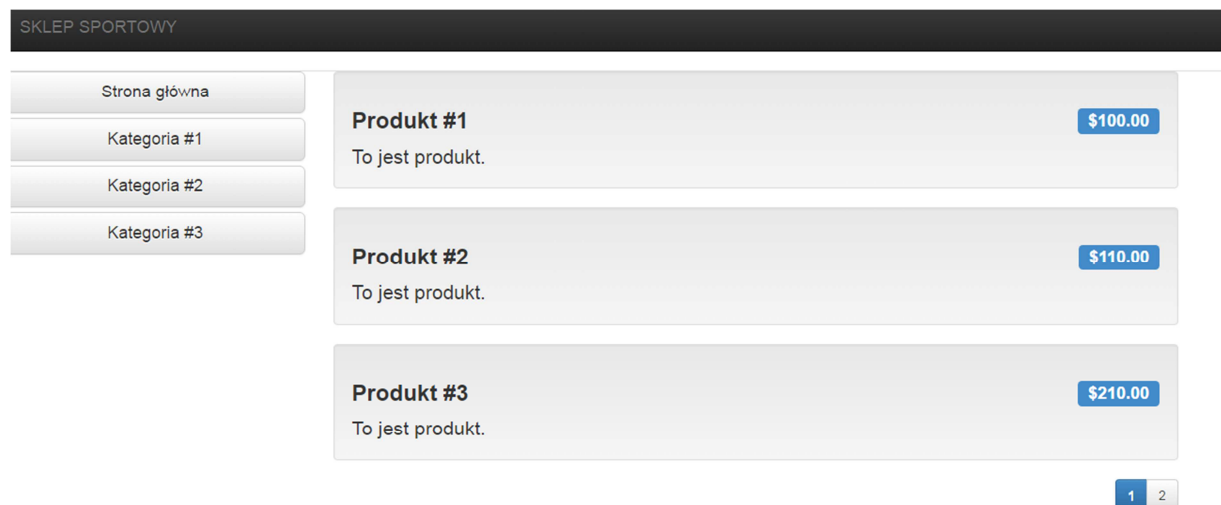 SKLEP SPORTOWY
Strona główna
Kategoria #1
Kategoria #2
Kategoria #3
Produkt #1
$100.00
To jest produkt.
Produkt #2
$110.00
To jest produkt.
Produkt #3
$210.00
To jest produkt.
1 2